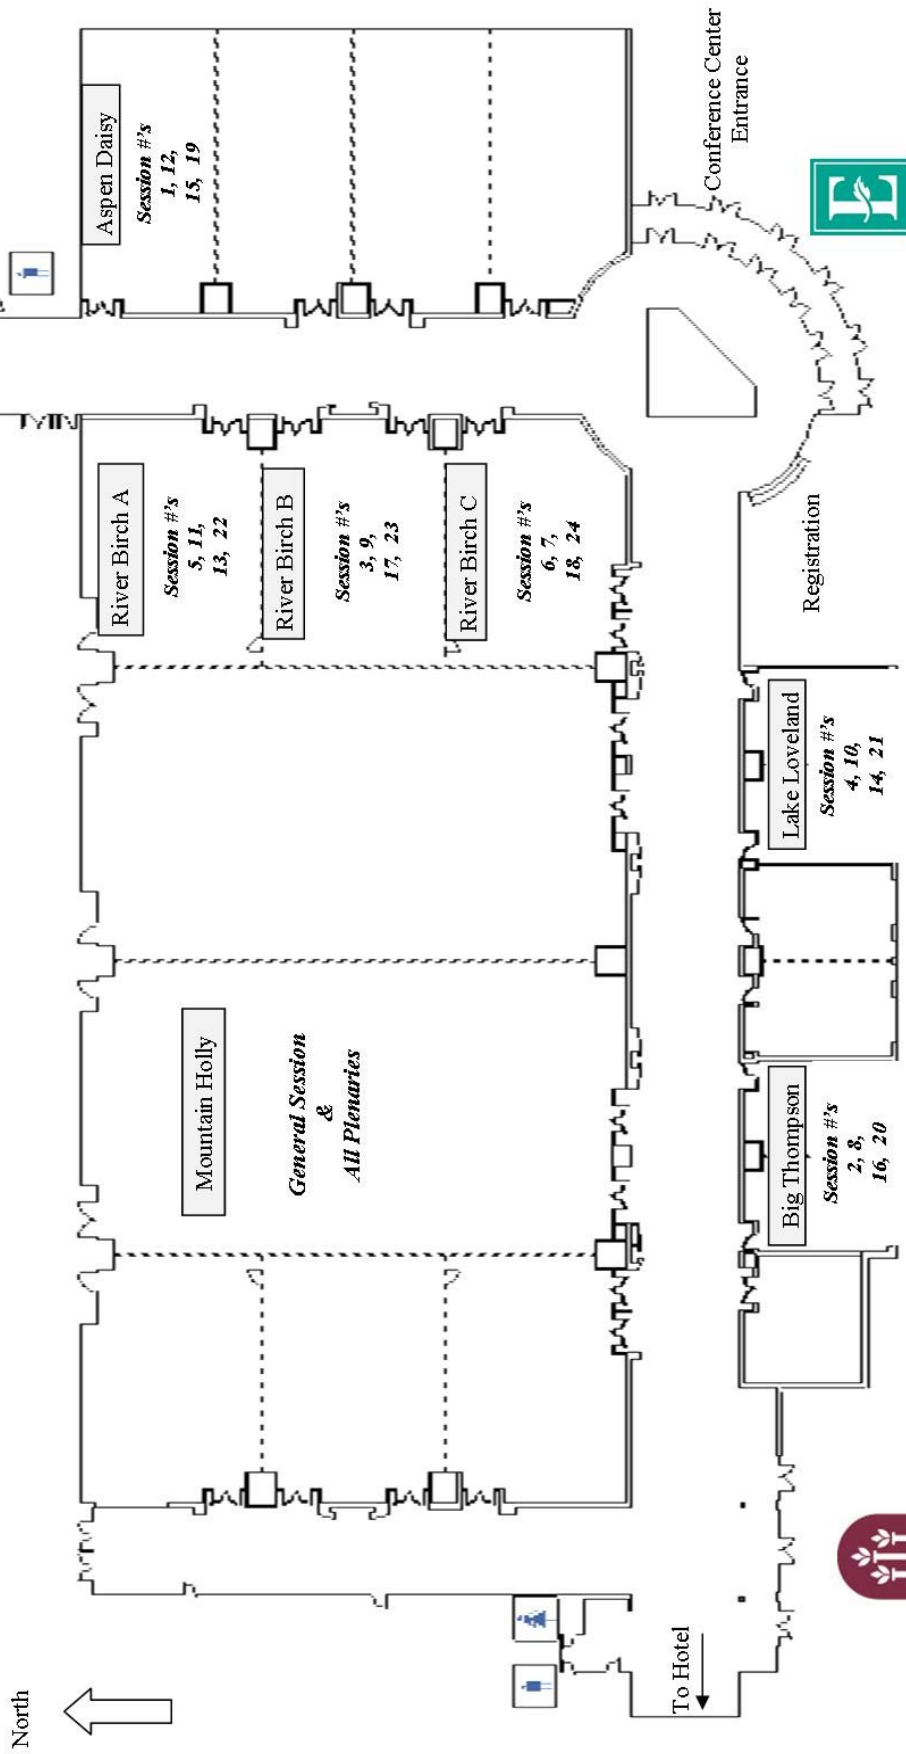 North
Aspen Daisy
Session #'s
1, 12,
15, 19
River Birch A
Session #'s
5, 11,
13, 22
River Birch B
Session #'s
3, 9,
17, 23
River Birch C
Session #'s
6, 7,
18, 24
Mountain Holly
General Session
&
All Plenaries
Conference Center
Entrance
E
Registration
Lake Loveland
Session #'s
4, 10,
14, 21
Big Thompson
Session #'s
2, 8,
16, 20
To Hotel